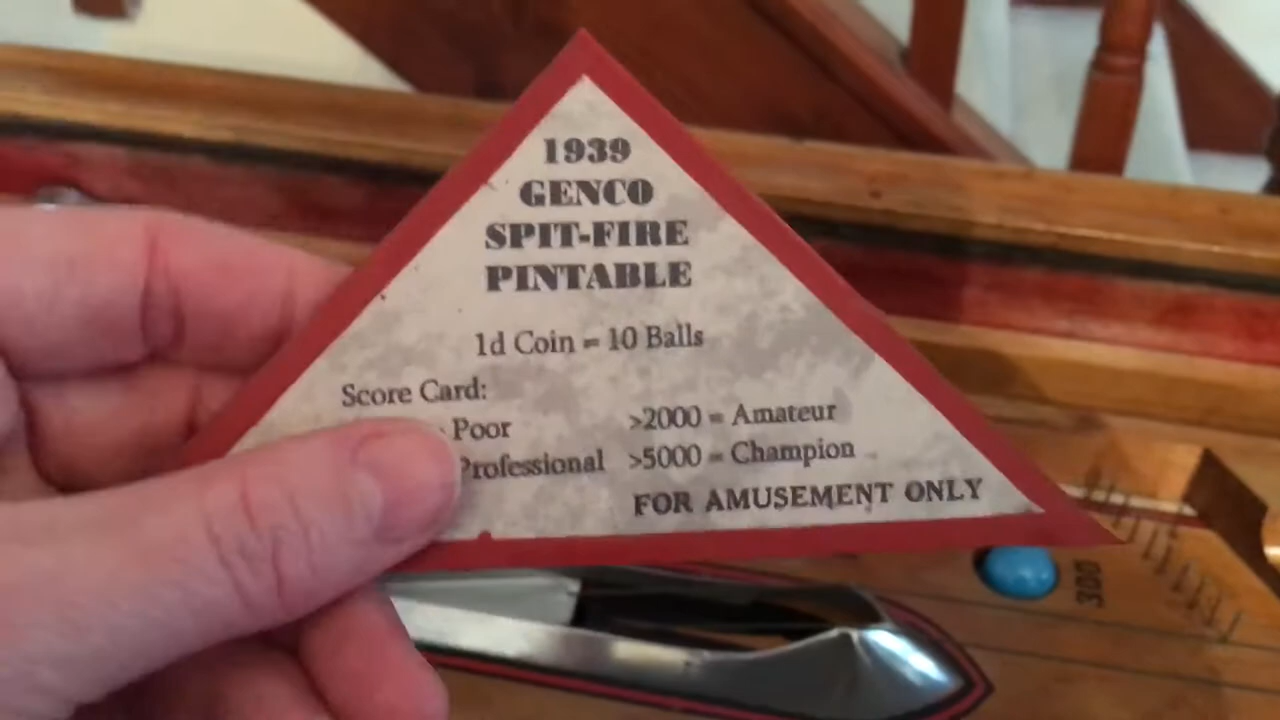 1939
GENCO
SPIT-FIRE
PINTABLE
1d Coin = 10 Balls
Score Card:
Poor >2000 = Amateur
Professional >5000 = Champion
FOR AMUSEMENT ONLY
300